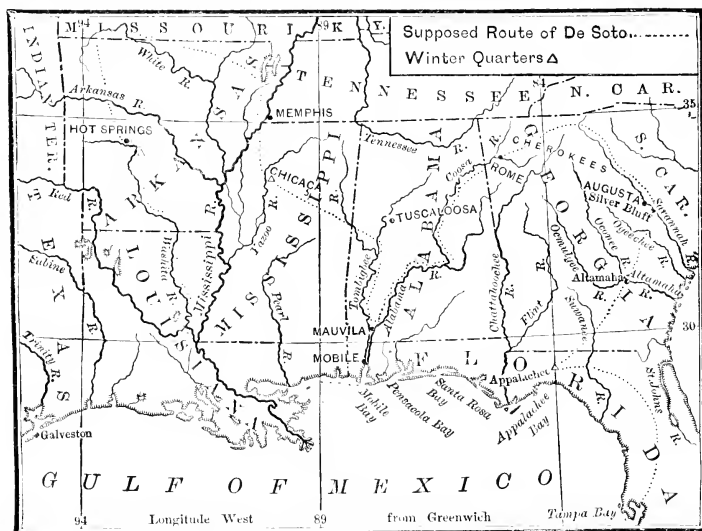 94
89
84
M I S S O U R I
K Y.
Supposed Route of De Soto
Winter Quarters Δ
INDIAN TER.
White R.
Arkansas R.
TENNESSEE
N. CAR.
35
MEMPHIS
HOT SPRINGS
Tennessee R.
CHEROKEES
S. CAR.
ARKANSAS
MISSISSIPPI
ALABAMA
GEORGIA
CHICACA
Coosa
ROME
AUGUSTA
Silver Bluff
Savannah R.
Red R.
TUSCALOOSA
Ogeechee R.
Oconee R.
Ocmulgee
Washita R.
Mississippi R.
Yazoo R.
Tombigbee
Alabama R.
Chattahoochee R.
Flint R.
Altamaha
Altamaha R.
TEXAS
LOUISIANA
Sabine R.
Pearl R.
Suwanee R.
30
MAUVILA
MOBILE
FLORIDA
Appalachee
Trinity R.
Mobile Bay
Pensacola Bay
Santa Rosa Bay
Appalachee Bay
St. Johns R.
Galveston
GULF OF MEXICO
Tampa Bay
94
Longitude West
89
from Greenwich